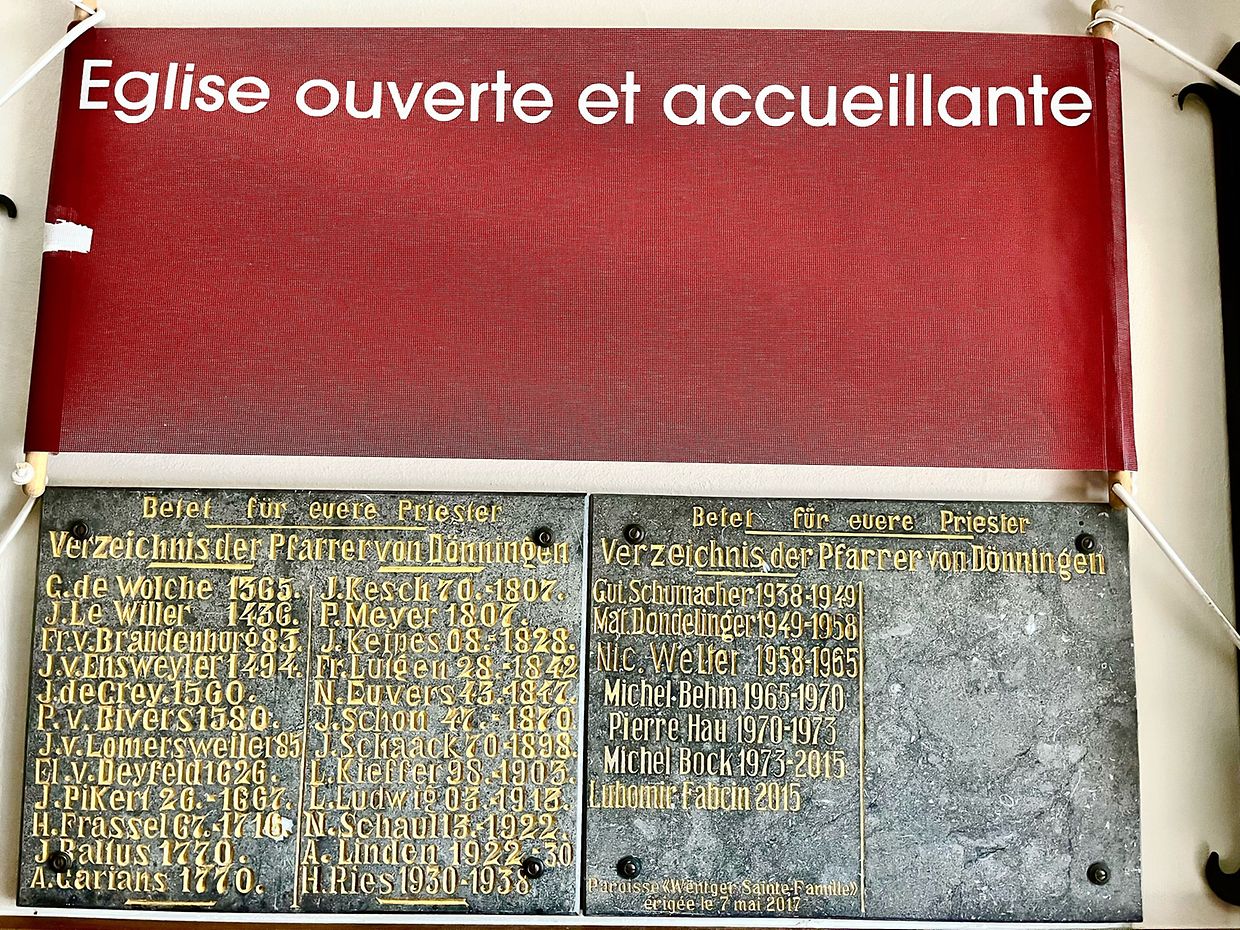 Eglise ouverte et accueillante
Betet für euere Priester
Verzeichnis der Pfarrer von Dönningen
G. de Wolche 1365.
J. Le Willer 1436.
Fr. v. Brandenburg 83.
J. v. Ensweyler 1494.
J. de Crey. 1560.
P. v. Bivers 1580.
J. v. Lomersweiler 85
El. v. Deyfeld 1626.
J. Pikert 26.-1667.
H. Frassel 67.-1716.
J. Baltus 1770.
A. Garians 1770.
J. Kesch 70.-1807.
P. Meyer 1807.
J. Keipes 08.-1828.
Fr. Lutgen 28.-1842
N. Euvers 43.-1847.
J. Schon 47.-1870
J. Schaack 70-1898.
L. Kieffer 98.-1903.
L. Ludwig 03.-1913.
N. Schaul 13.-1922.
A. Linden 1922-30
H. Ries 1930-1938.
Betet für euere Priester
Verzeichnis der Pfarrer von Dönningen
Gut. Schumacher 1938-1949
Mat. Dondelinger 1949-1958
Nic. Welter 1958-1965
Michel Behm 1965-1970
Pierre Hau 1970-1973
Michel Bock 1973-2015
Lubomir Fabcin 2015
Paroisse «Wëntger Sainte-Famille»
érigée le 7 mai 2017